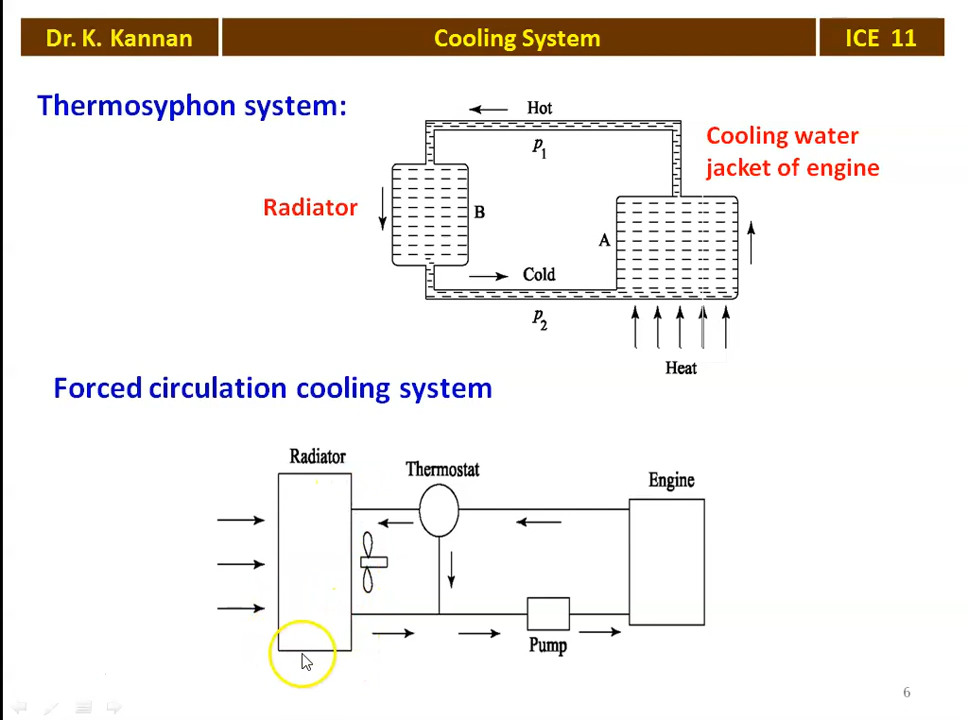 Dr. K. Kannan
Cooling System
ICE 11
Thermosyphon system:
Hot
p1
Cooling water
jacket of engine
Radiator
B
A
Cold
p2
Heat
Forced circulation cooling system
Radiator
Thermostat
Engine
Pump
6